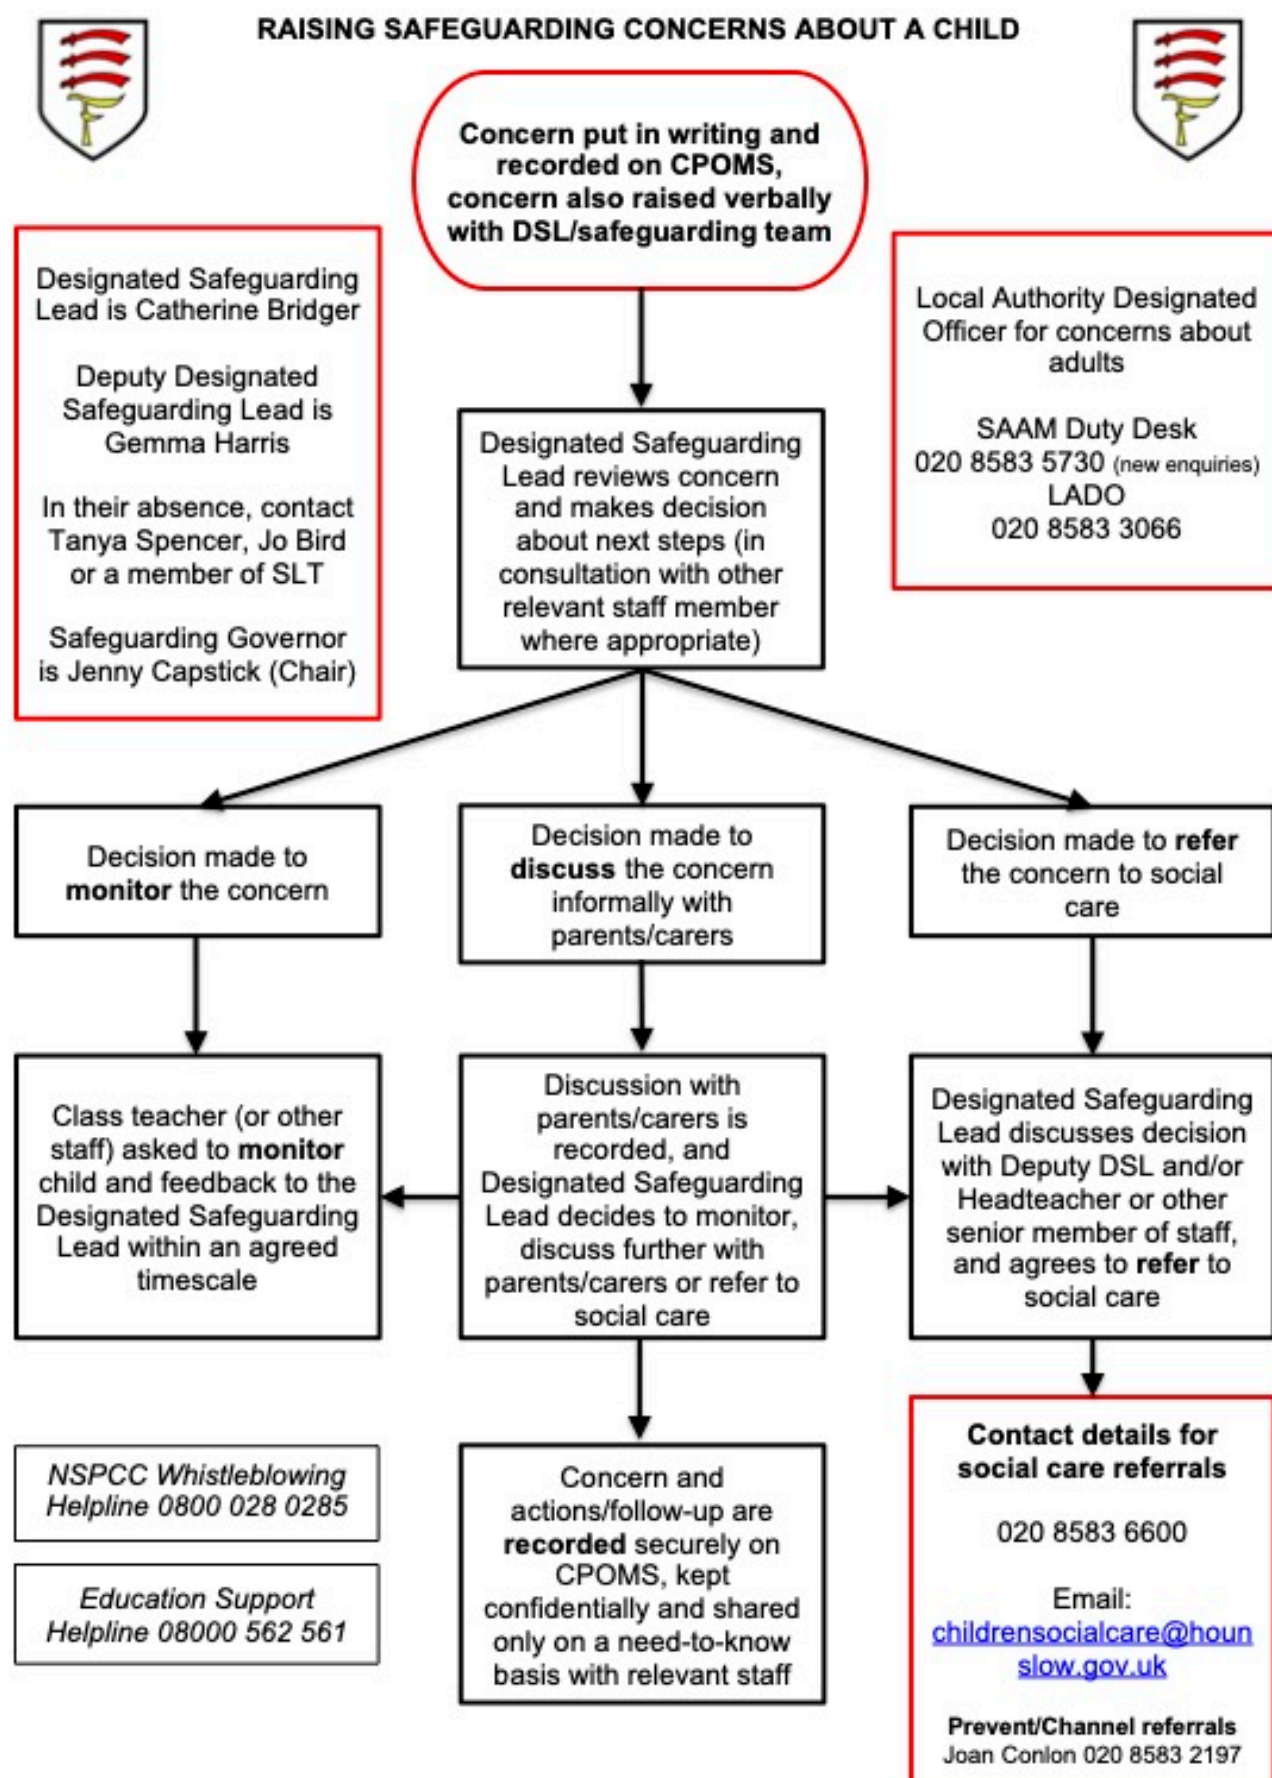 RAISING SAFEGUARDING CONCERNS ABOUT A CHILD
Concern put in writing and
recorded on CPOMS,
concern also raised verbally
with DSL/safeguarding team
Designated Safeguarding
Lead is Catherine Bridger
Deputy Designated
Safeguarding Lead is
Gemma Harris
In their absence, contact
Tanya Spencer, Jo Bird
or a member of SLT
Safeguarding Governor
is Jenny Capstick (Chair)
Local Authority Designated
Officer for concerns about
adults
SAAM Duty Desk
020 8583 5730 (new enquiries)
LADO
020 8583 3066
Designated Safeguarding
Lead reviews concern
and makes decision
about next steps (in
consultation with other
relevant staff member
where appropriate)
Decision made to
monitor the concern
Decision made to
discuss the concern
informally with
parents/carers
Decision made to refer
the concern to social
care
Class teacher (or other
staff) asked to monitor
child and feedback to the
Designated Safeguarding
Lead within an agreed
timescale
Discussion with
parents/carers is
recorded, and
Designated Safeguarding
Lead decides to monitor,
discuss further with
parents/carers or refer to
social care
Designated Safeguarding
Lead discusses decision
with Deputy DSL and/or
Headteacher or other
senior member of staff,
and agrees to refer to
social care
NSPCC Whistleblowing
Helpline 0800 028 0285
Education Support
Helpline 08000 562 561
Concern and
actions/follow-up are
recorded securely on
CPOMS, kept
confidentially and shared
only on a need-to-know
basis with relevant staff
Contact details for
social care referrals
020 8583 6600
Email:
childrensocialcare@houn
slow.gov.uk
Prevent/Channel referrals
Joan Conlon 020 8583 2197